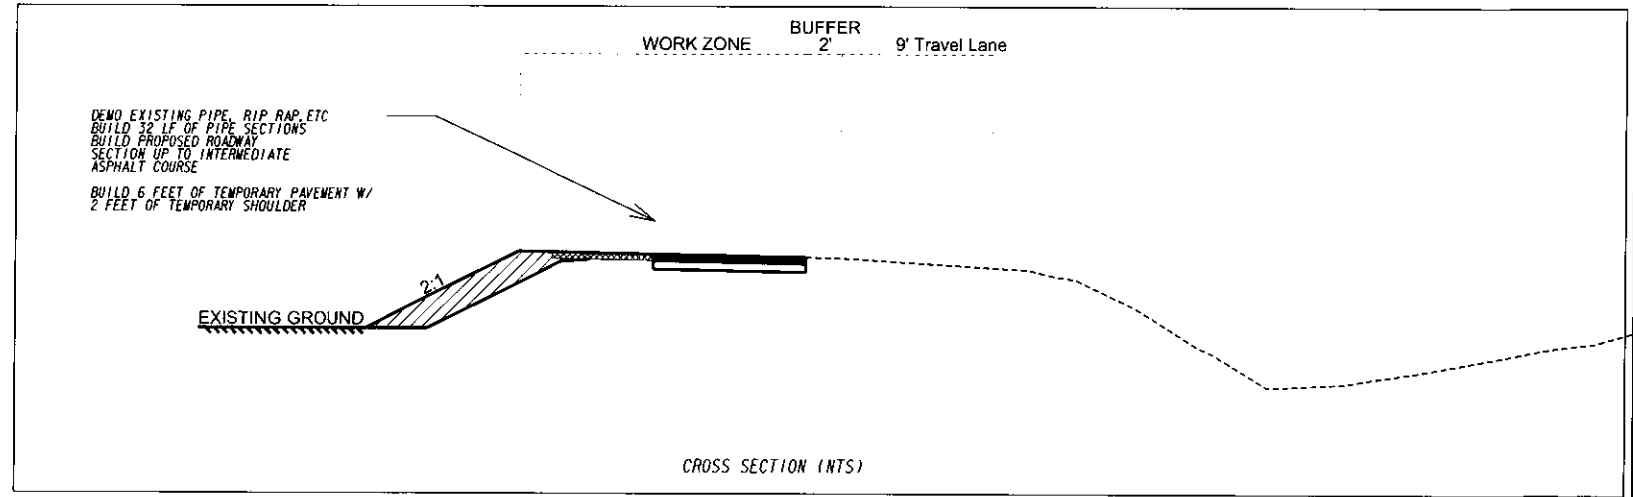 BUFFER
WORK ZONE 2' 9' Travel Lane
DEMO EXISTING PIPE, RIP RAP, ETC
BUILD 32 LF OF PIPE SECTIONS
BUILD PROPOSED ROADWAY
SECTION UP TO INTERMEDIATE
ASPHALT COURSE
BUILD 6 FEET OF TEMPORARY PAVEMENT W/
2 FEET OF TEMPORARY SHOULDER
2:1
EXISTING GROUND
CROSS SECTION (NTS)